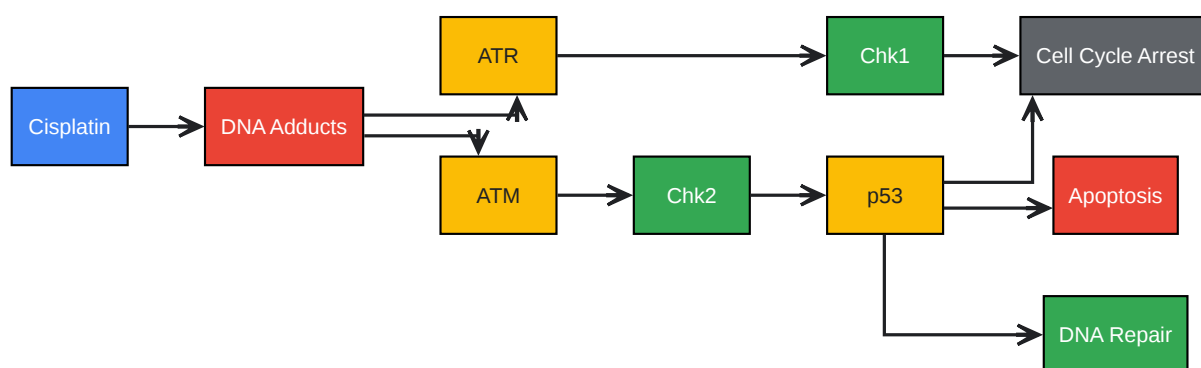 ATR
Chk1
Cell Cycle Arrest
Cisplatin
DNA Adducts
ATM
Chk2
p53
Apoptosis
DNA Repair